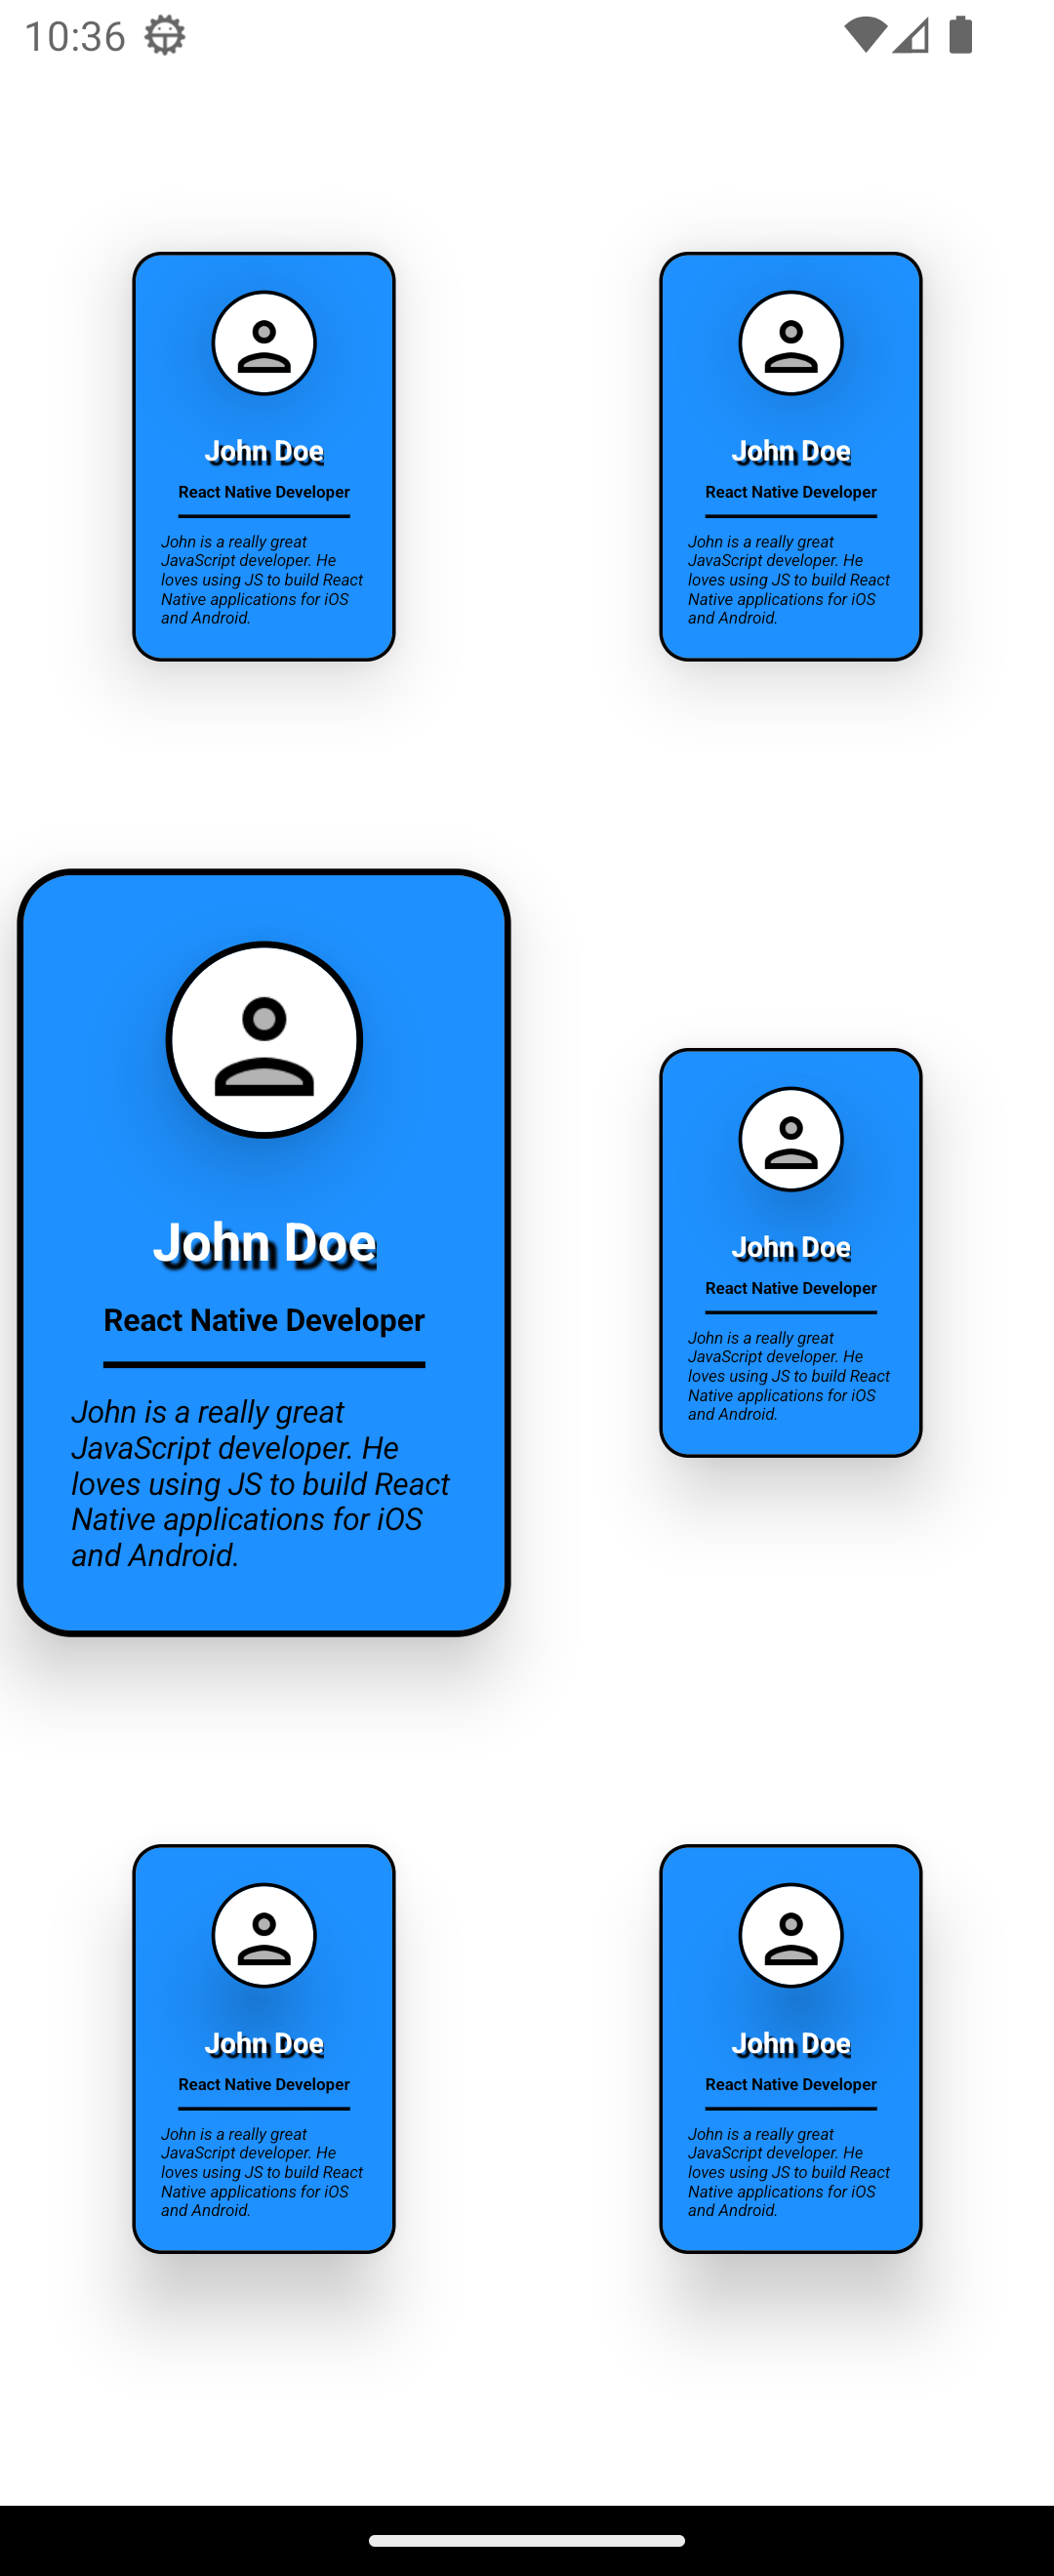 10:36
John Doe
React Native Developer
John is a really great
JavaScript developer. He
loves using JS to build React
Native applications for iOS
and Android.
John Doe
React Native Developer
John is a really great
JavaScript developer. He
loves using JS to build React
Native applications for iOS
and Android.
John Doe
React Native Developer
John is a really great
JavaScript developer. He
loves using JS to build React
Native applications for iOS
and Android.
John Doe
React Native Developer
John is a really great
JavaScript developer. He
loves using JS to build React
Native applications for iOS
and Android.
John Doe
React Native Developer
John is a really great
JavaScript developer. He
loves using JS to build React
Native applications for iOS
and Android.
John Doe
React Native Developer
John is a really great
JavaScript developer. He
loves using JS to build React
Native applications for iOS
and Android.